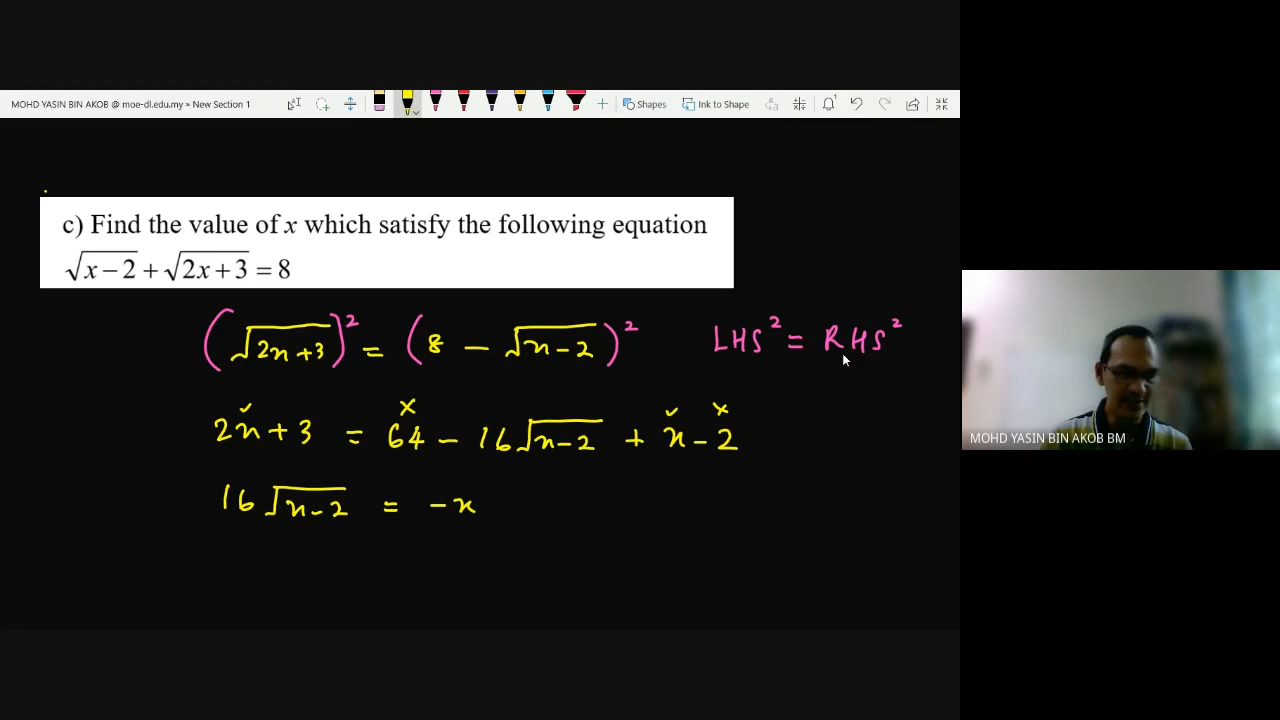 MOHD YASIN BIN AKOB @ moe-dl.edu.my » New Section 1
Shapes Ink to Shape
c) Find the value of x which satisfy the following equation
√(x − 2) + √(2x + 3) = 8
(√(2x + 3))² = (8 − √(x − 2))² LHS² = RHS²
2x + 3 = 64 − 16√(x − 2) + x − 2
16√(x − 2) = −x
MOHD YASIN BIN AKOB BM